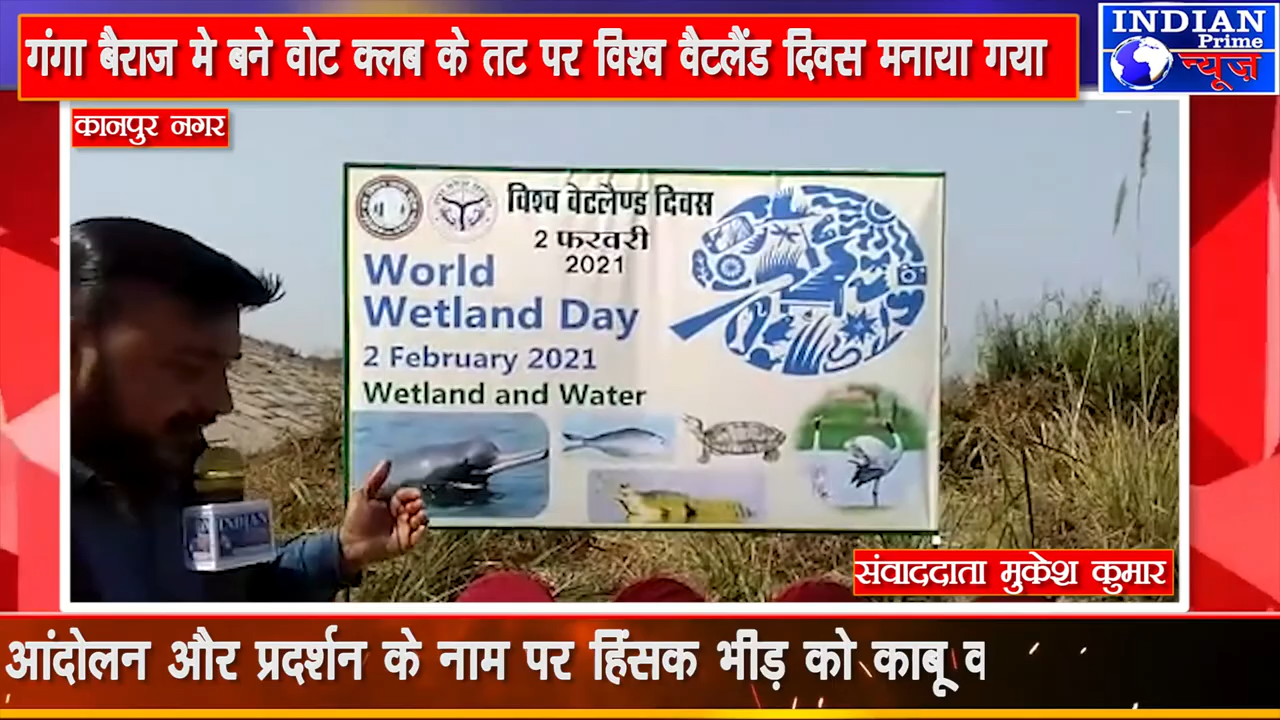 गंगा बैराज मे बने वोट क्लब के तट पर विश्व वैटलैंड दिवस मनाया गया
INDIAN
Prime
न्यूज़
कानपुर नगर
विश्व वेटलैण्ड दिवस
2 फरवरी
2021
World
Wetland Day
2 February 2021
Wetland and Water
INDIAN
संवाददाता मुकेश कुमार
आंदोलन और प्रदर्शन के नाम पर हिंसक भीड़ को काबू व